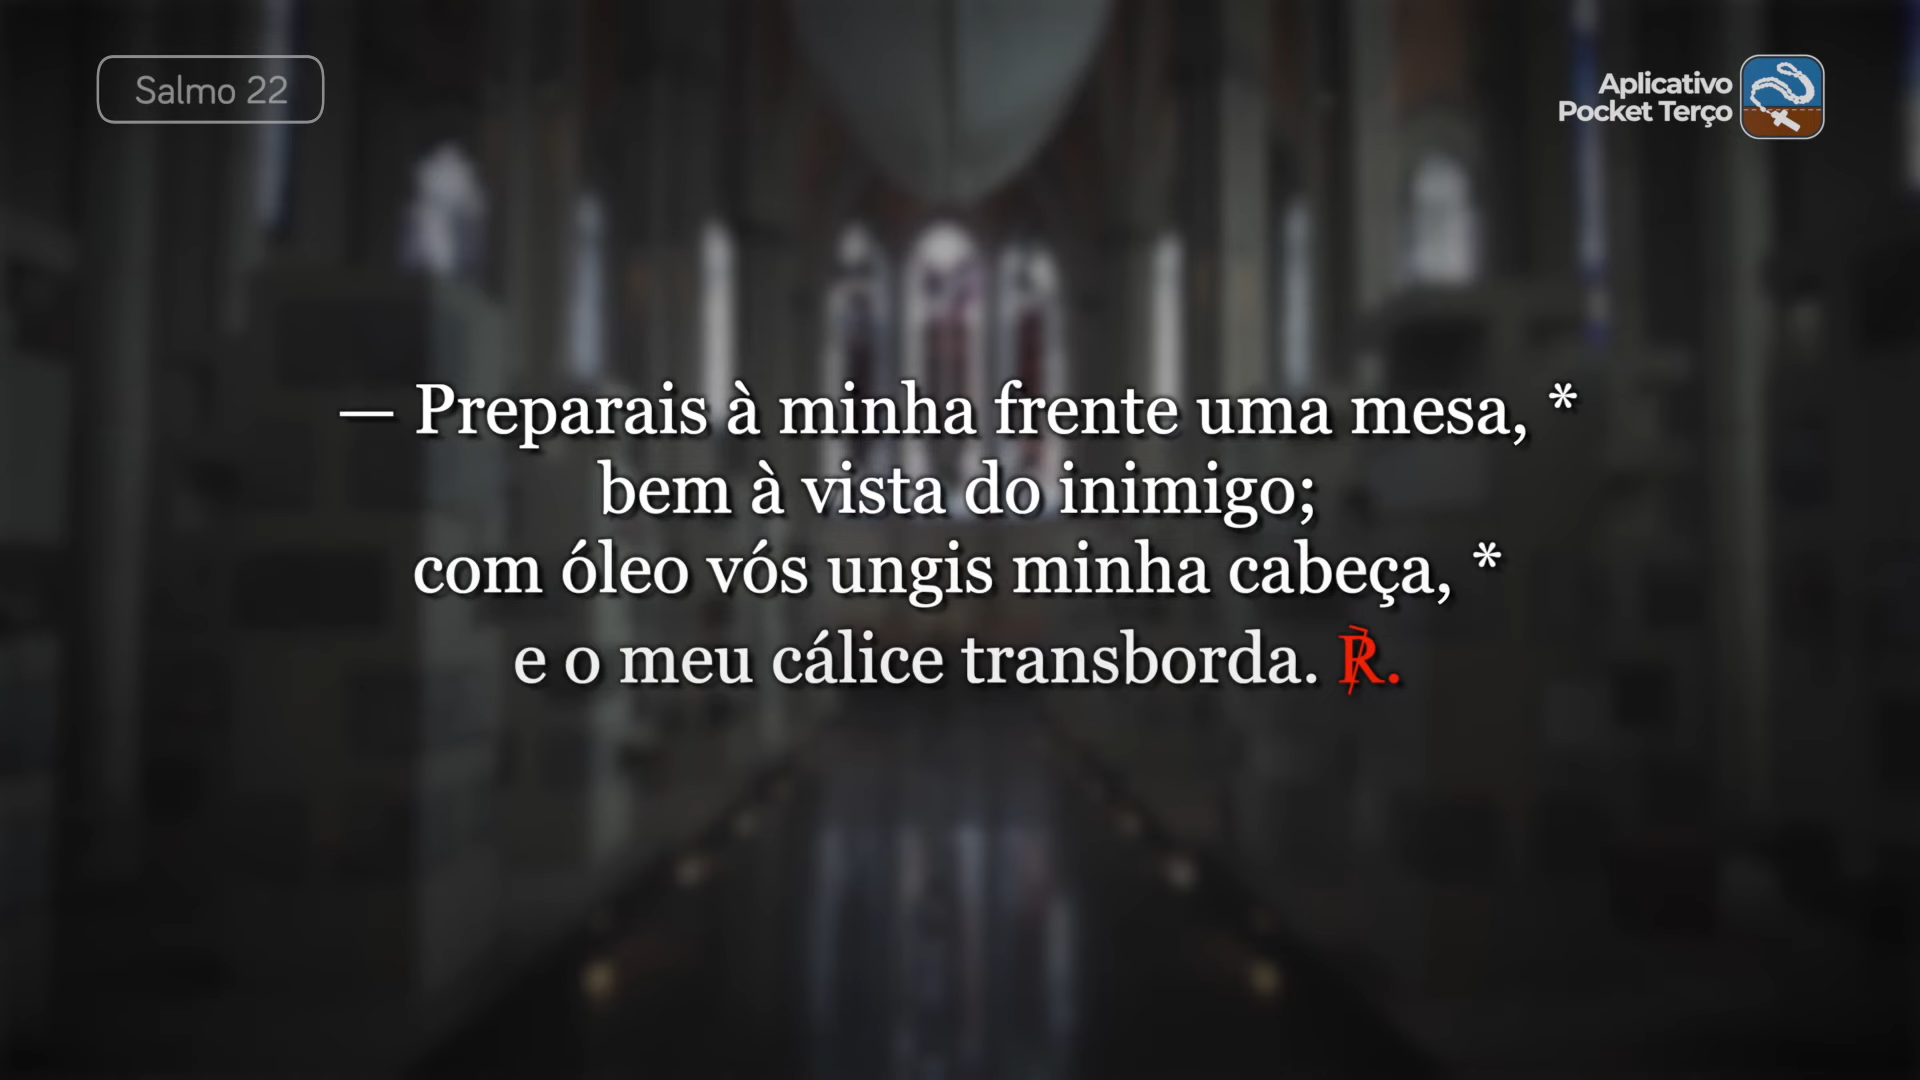 Salmo 22
Aplicativo
Pocket Terço
— Preparais à minha frente uma mesa, *
bem à vista do inimigo;
com óleo vós ungis minha cabeça, *
e o meu cálice transborda. ℟.